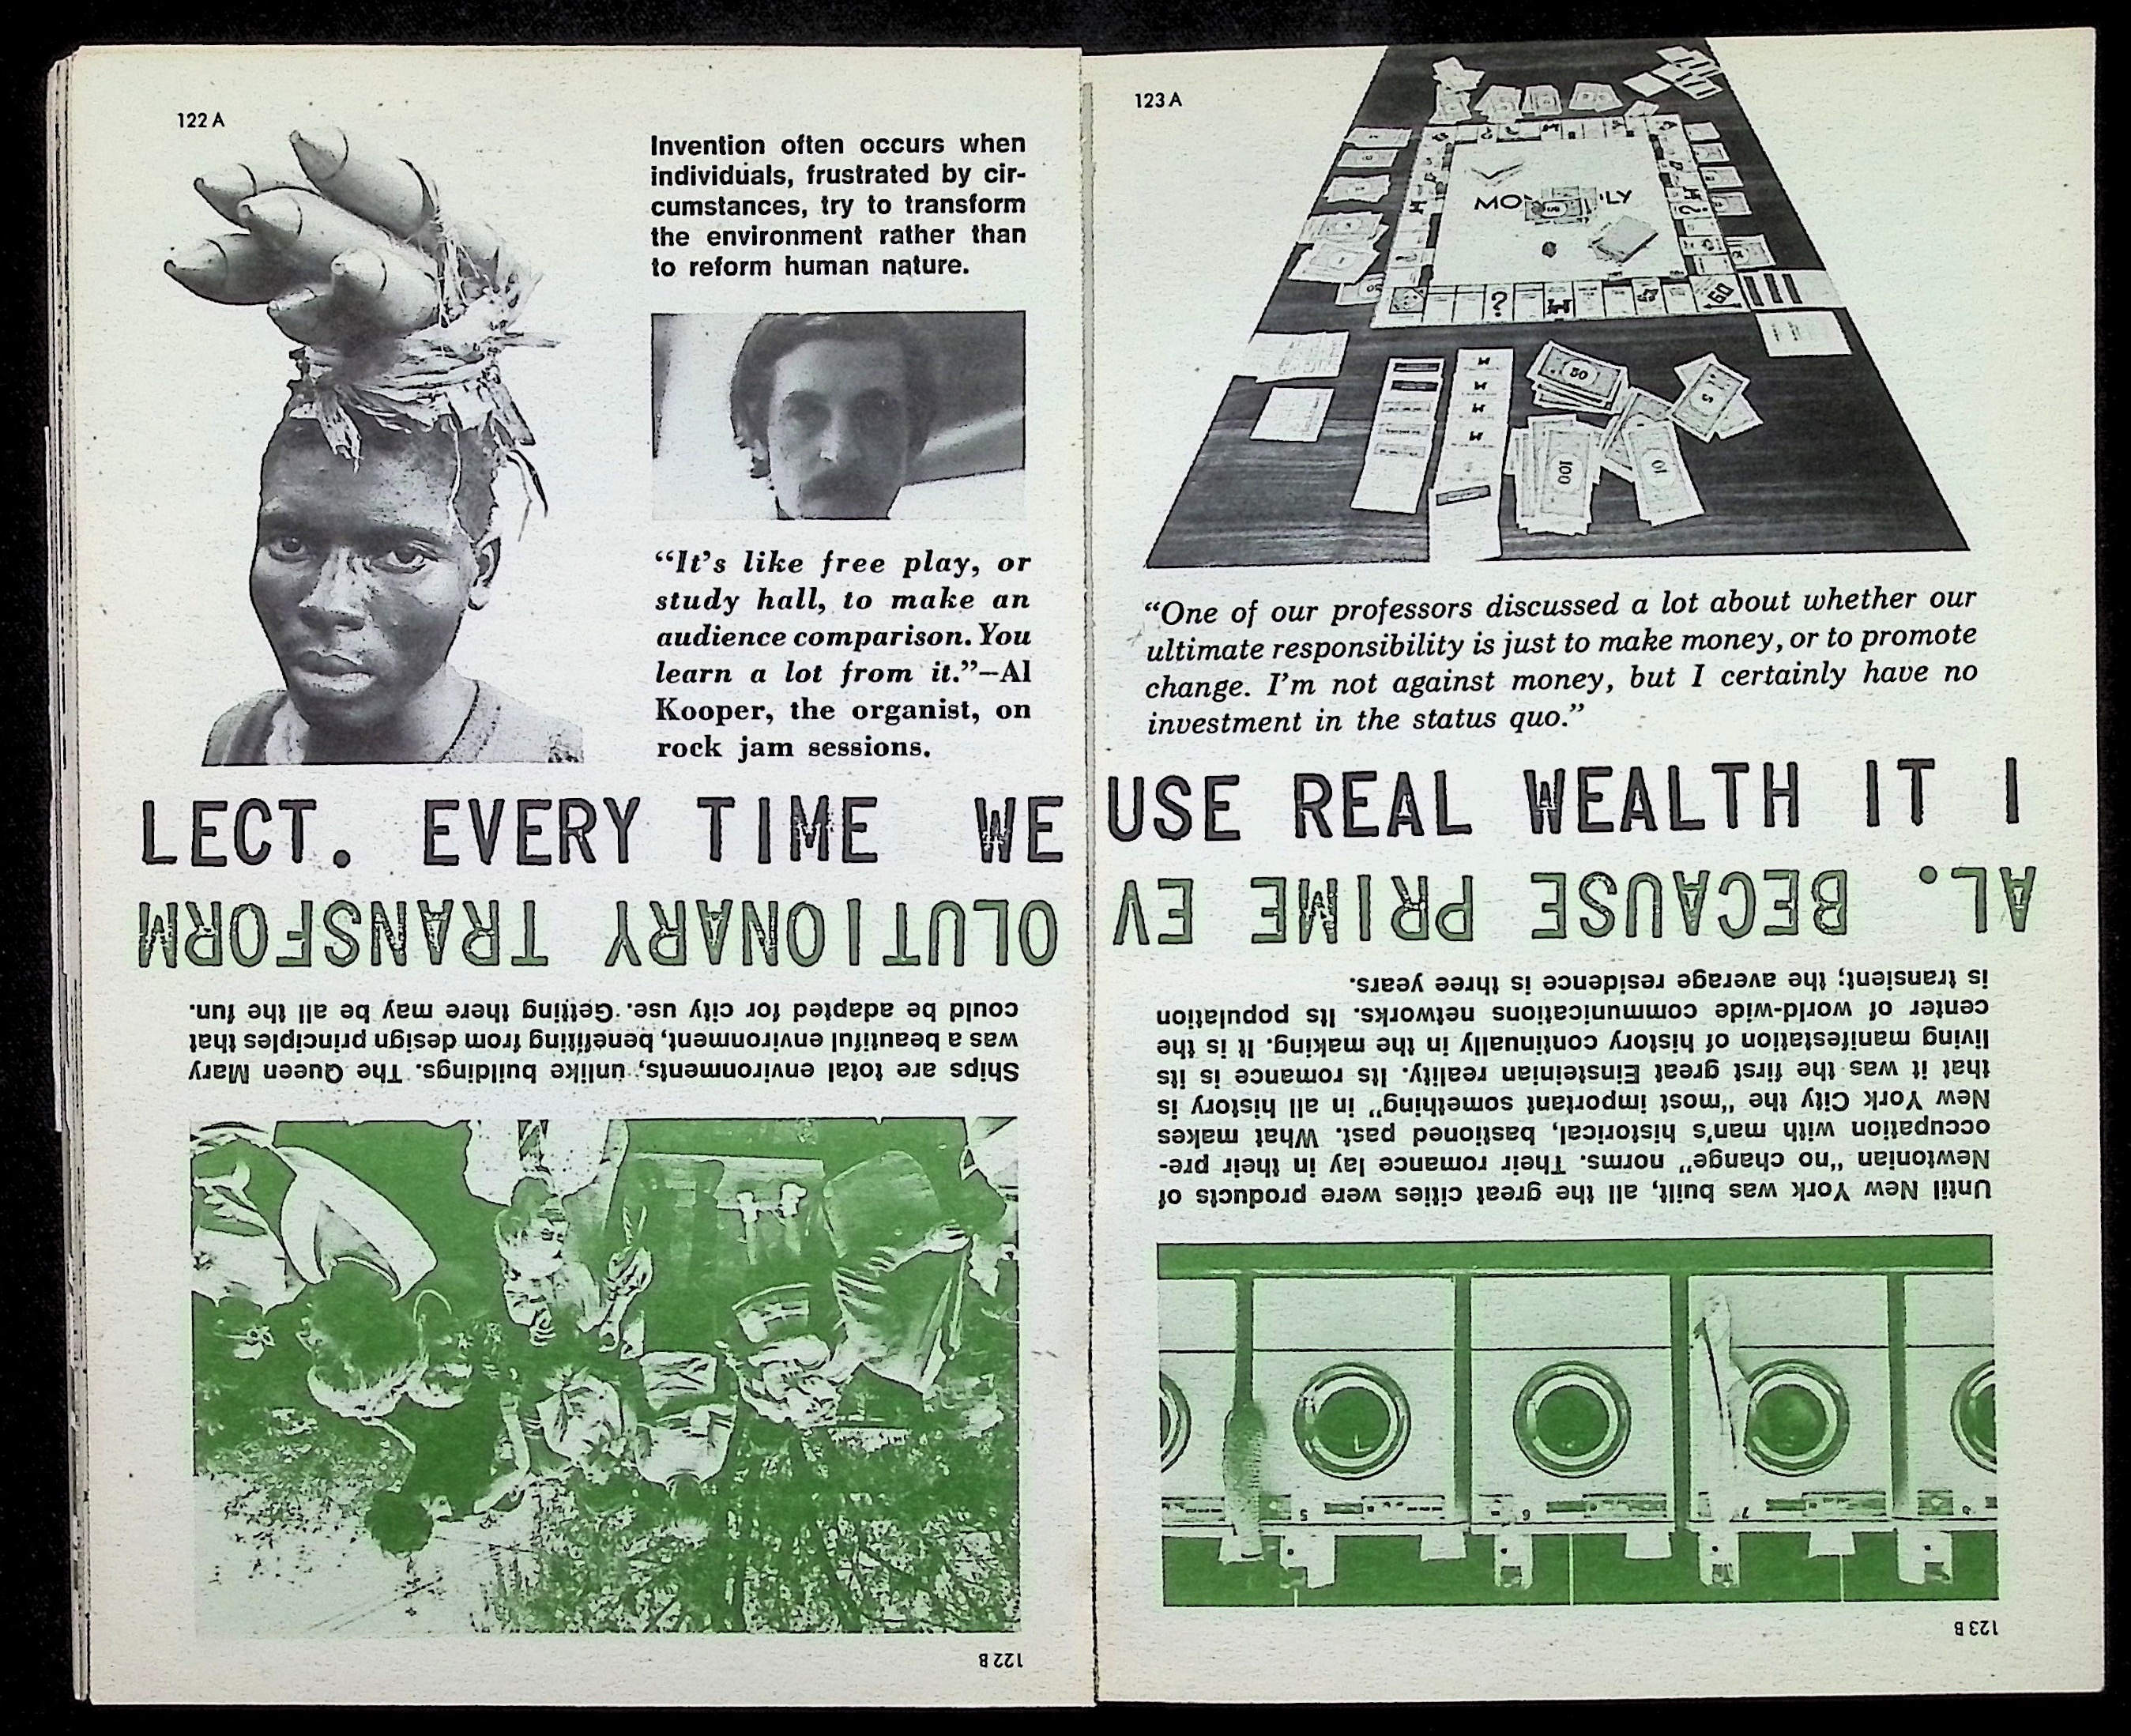 122 A
Invention often occurs when
individuals, frustrated by cir-
cumstances, try to transform
the environment rather than
to reform human nature.
“It’s like free play, or
study hall, to make an
audience comparison. You
learn a lot from it.”—Al
Kooper, the organist, on
rock jam sessions.
LECT. EVERY TIME WE
123 A
MO LY
?
GO
50
100
10
5
“One of our professors discussed a lot about whether our
ultimate responsibility is just to make money, or to promote
change. I’m not against money, but I certainly have no
investment in the status quo.”
USE REAL WEALTH IT I
122 B
Ships are total environments, unlike buildings. The Queen Mary
was a beautiful environment, benefiting from design principles that
could be adapted for city use. Getting there may be all the fun.
OLUTIONARY TRANSFORM
123 B
5
6
7
Until New York was built, all the great cities were products of
Newtonian “no change” norms. Their romance lay in their pre-
occupation with man’s historical, bastioned past. What makes
New York City the “most important something” in all history is
that it was the first great Einsteinian reality. Its romance is its
living manifestation of history continually in the making. It is the
center of world-wide communications networks. Its population
is transient; the average residence is three years.
AL. BECAUSE PRIME EV